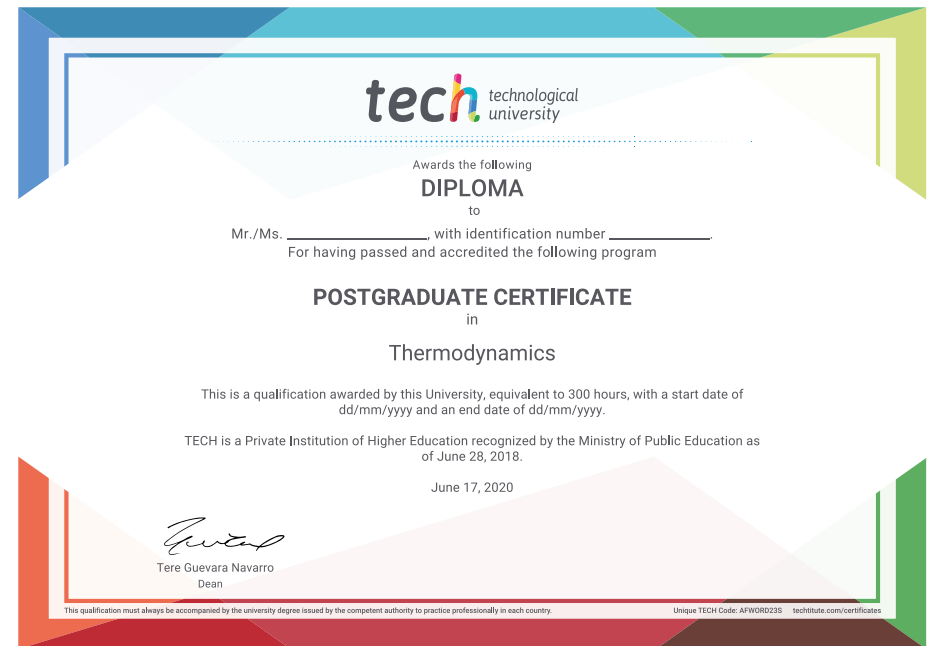 tech technological
university
Awards the following
DIPLOMA
to
Mr./Ms. ____________________, with identification number ______________.
For having passed and accredited the following program
POSTGRADUATE CERTIFICATE
in
Thermodynamics
This is a qualification awarded by this University, equivalent to 300 hours, with a start date of
dd/mm/yyyy and an end date of dd/mm/yyyy.
TECH is a Private Institution of Higher Education recognized by the Ministry of Public Education as
of June 28, 2018.
June 17, 2020
Tere Guevara Navarro
Dean
This qualification must always be accompanied by the university degree issued by the competent authority to practice professionally in each country. Unique TECH Code: AFWORD23S techtitute.com/certificates